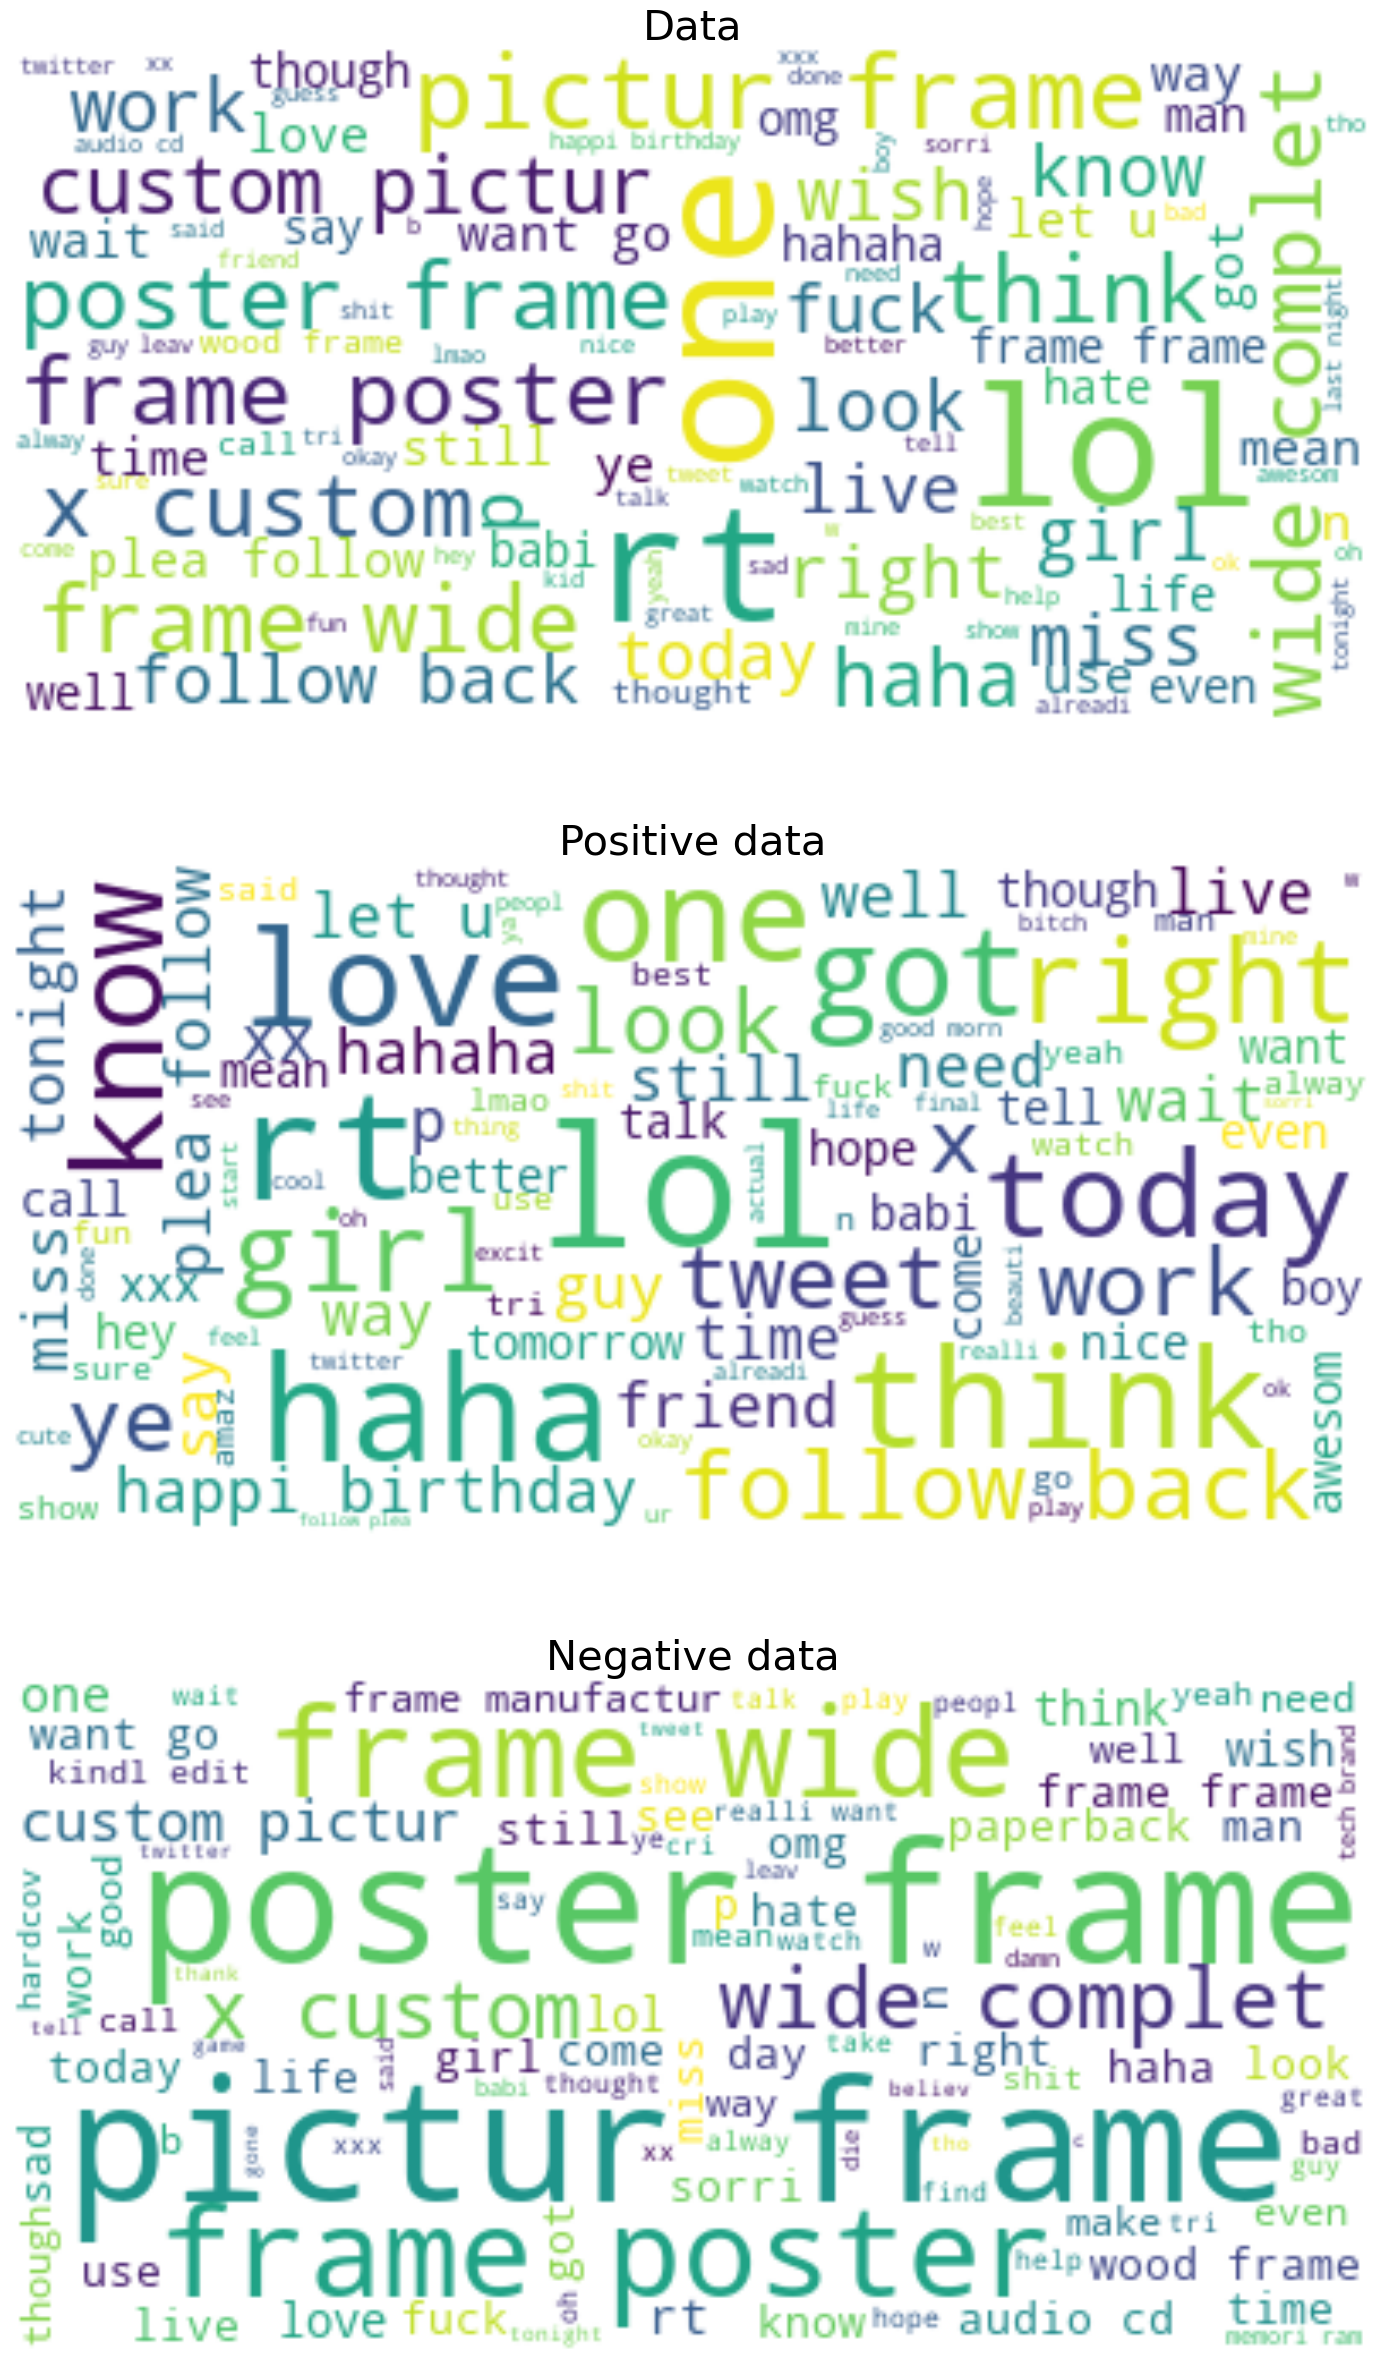 Data
twitter xx though pictur frame xxx done way
work guess love omg man tho
audio cd happi birthday boy sorri
custom pictur one wish hope know let u bad wide complet
wait said say b want go hahaha got
friend need think
poster frame shit play fuck last night
guy leav wood frame lmao nice better frame frame
frame poster look lol hate
alway time call tri okay still ye tweet watch tell mean awesom
sure talk live
x custom p rt best girl n
come plea follow hey babi yeah sad w right ok oh
kid help life tonight
frame fun wide great mine show miss
today
well follow back thought haha use even
alreadi
Positive data
tonight know plea follow said thought one well though live w
let u peopl ya bitch man mine
love best got right
xx look good morn
mean hahaha still need yeah want
see lmao shit fuck life final tell wait alway sorri
rt p thing talk hope x watch even
start cool better lol actual today
call use n babi
miss fun done oh girl excit tweet come beauti work boy
xxx tri guy guess
hey feel way tomorrow time realli nice tho
sure say amaz twitter alreadi awesom
cute ye haha friend think ok
okay
show happi birthday follow back go
follow plea ur play
Negative data
one wait frame manufactur talk play peopl think yeah need
want go frame tweet wide well wish tech brand
kindl edit show frame frame
custom pictur still ye see cri realli want omg paperback man
twitter leav
hardcov work good poster frame say p hate feel
mean watch w damn
thank
x custom lol wide n complet
tell call
today game life said girl come miss day take right haha look
babi thought way believ shit great
pictur frame
b gone xxx xx alway die tho c bad
though sad sorri find guy
frame got poster make tri even
use help wood frame
live love fuck oh rt know hope audio cd time
tonight memori ram